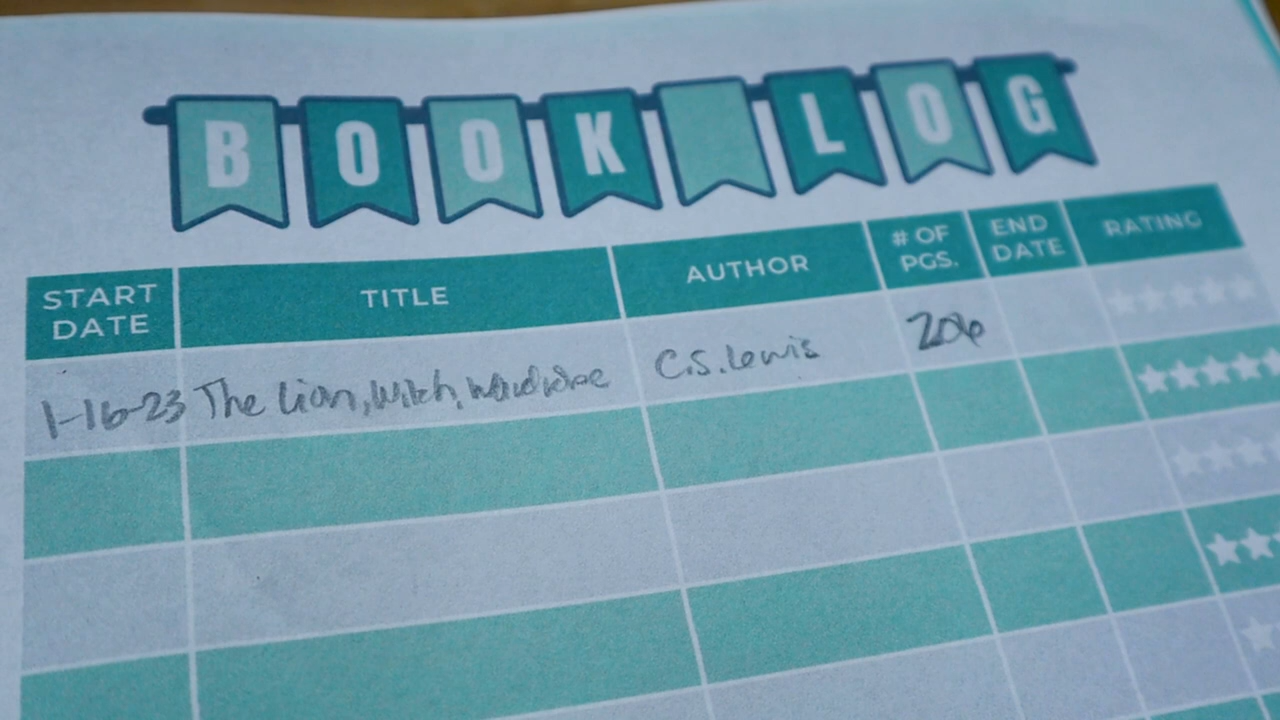 BOOK LOG
START DATE TITLE AUTHOR # OF PGS. END DATE RATING
1-16-23 The Lion, Witch, Wardrobe C.S. Lewis 206